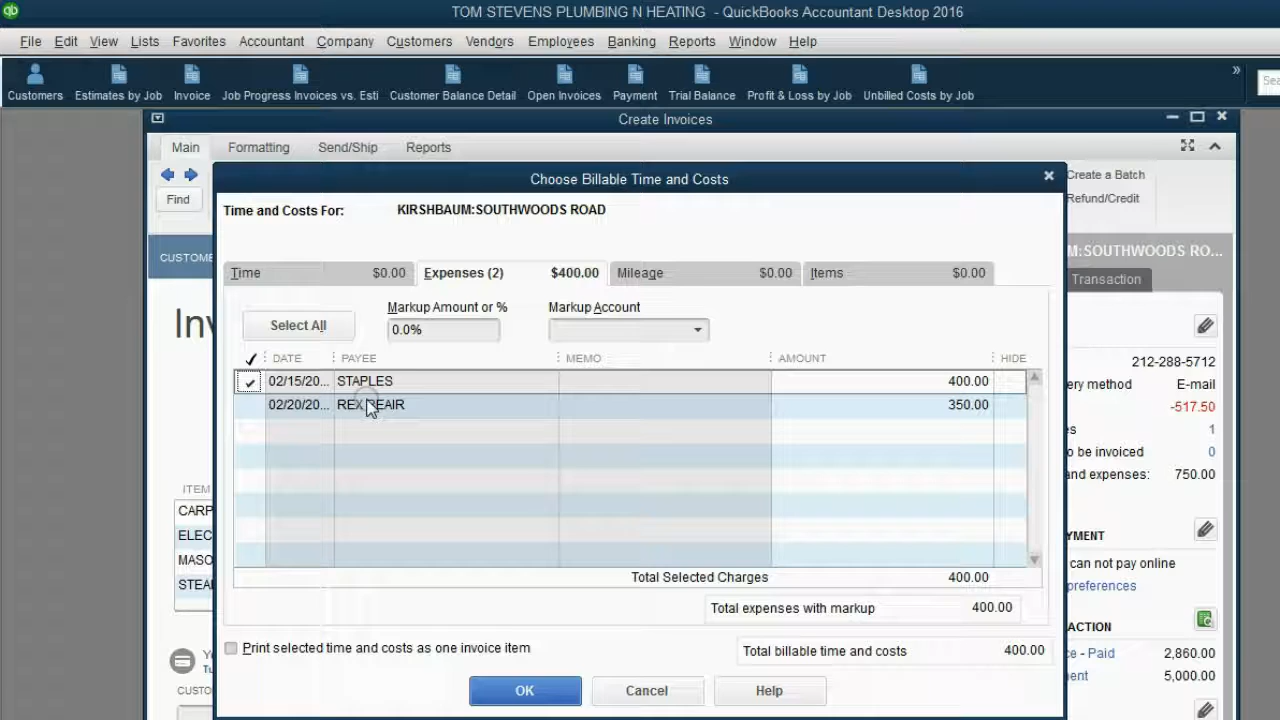 qb TOM STEVENS PLUMBING N HEATING - QuickBooks Accountant Desktop 2016
File Edit View Lists Favorites Accountant Company Customers Vendors Employees Banking Reports Window Help
Customers Estimates by Job Invoice Job Progress Invoices vs. Esti Customer Balance Detail Open Invoices Payment Trial Balance Profit & Loss by Job Unbilled Costs by Job
» Sea
Create Invoices
Main Formatting Send/Ship Reports
Find
Create a Batch
Refund/Credit
Choose Billable Time and Costs
Time and Costs For: KIRSHBAUM:SOUTHWOODS ROAD
CUSTOME
M:SOUTHWOODS RO...
Transaction
Time $0.00 Expenses (2) $400.00 Mileage $0.00 Items $0.00
Inv
Select All
Markup Amount or % Markup Account
0.0%
DATE PAYEE MEMO AMOUNT HIDE
02/15/20... STAPLES 400.00
02/20/20... 350.00
212-288-5712
ery method E-mail
-517.50
es 1
o be invoiced 0
and expenses: 750.00
ITEM
CARP
ELEC
MASO
STEA
YMENT
can not pay online
preferences
Total Selected Charges 400.00
Total expenses with markup 400.00
Print selected time and costs as one invoice item
Total billable time and costs 400.00
OK Cancel Help
ACTION
ce - Paid 2,860.00
ent 5,000.00
CUSTO